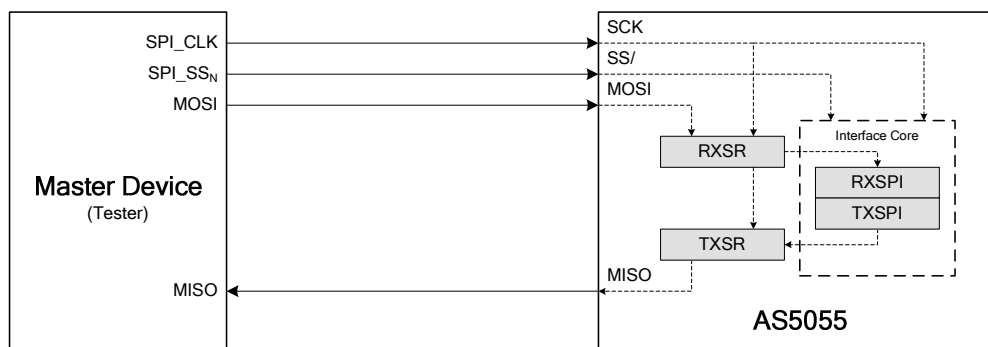 SPI_CLK
SCK
SPI_SSN
SS/
MOSI
MOSI
Interface Core
RXSR
RXSPI
Master Device
(Tester)
TXSPI
TXSR
MISO
MISO
AS5055